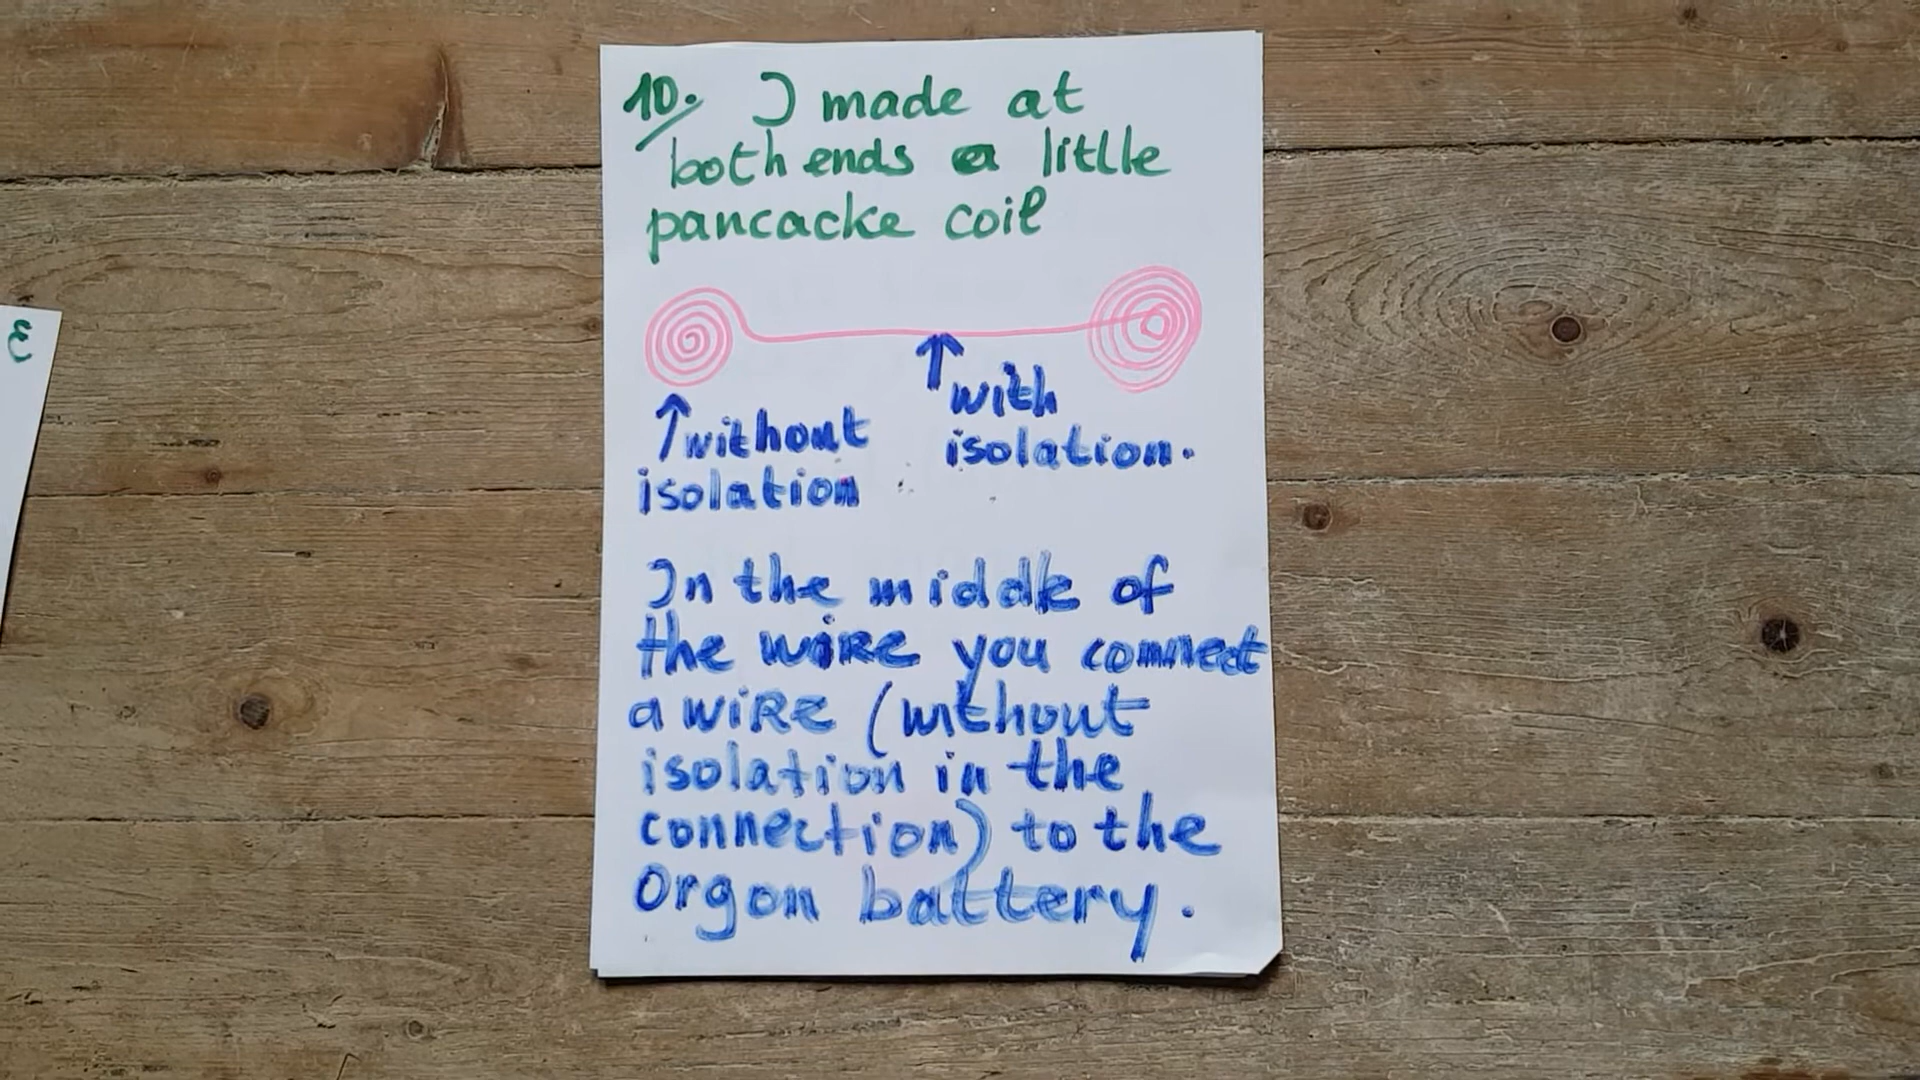 10. I made at
both ends a litlle
pancacke coil
↑ without
isolation
↑ with
isolation.
In the middle of
the wire you connect
a wire (without
isolation in the
connection) to the
Orgon battery.